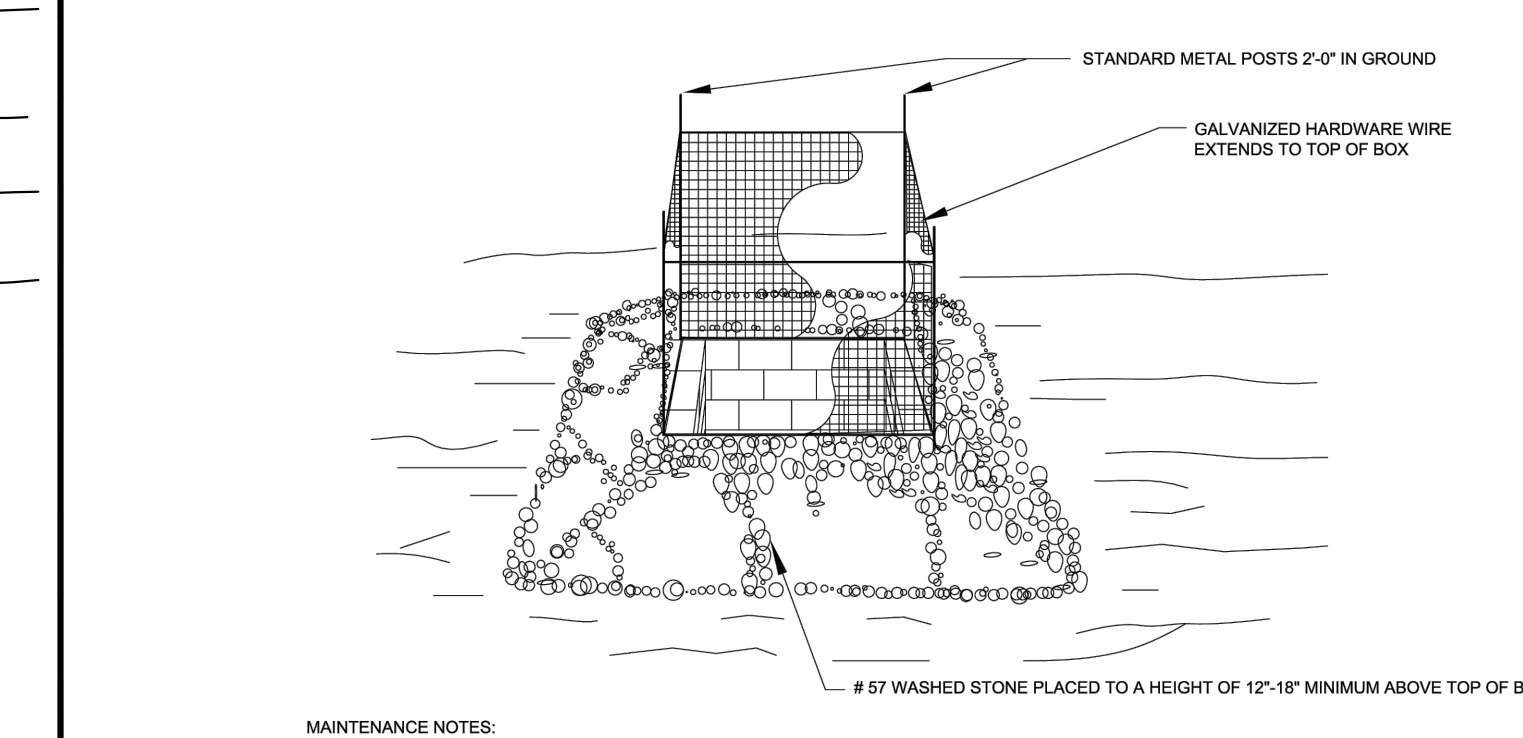 STANDARD METAL POSTS 2'-0" IN GROUND
GALVANIZED HARDWARE WIRE
EXTENDS TO TOP OF BOX
# 57 WASHED STONE PLACED TO A HEIGHT OF 12"-18" MINIMUM ABOVE TOP OF
MAINTENANCE NOTES: